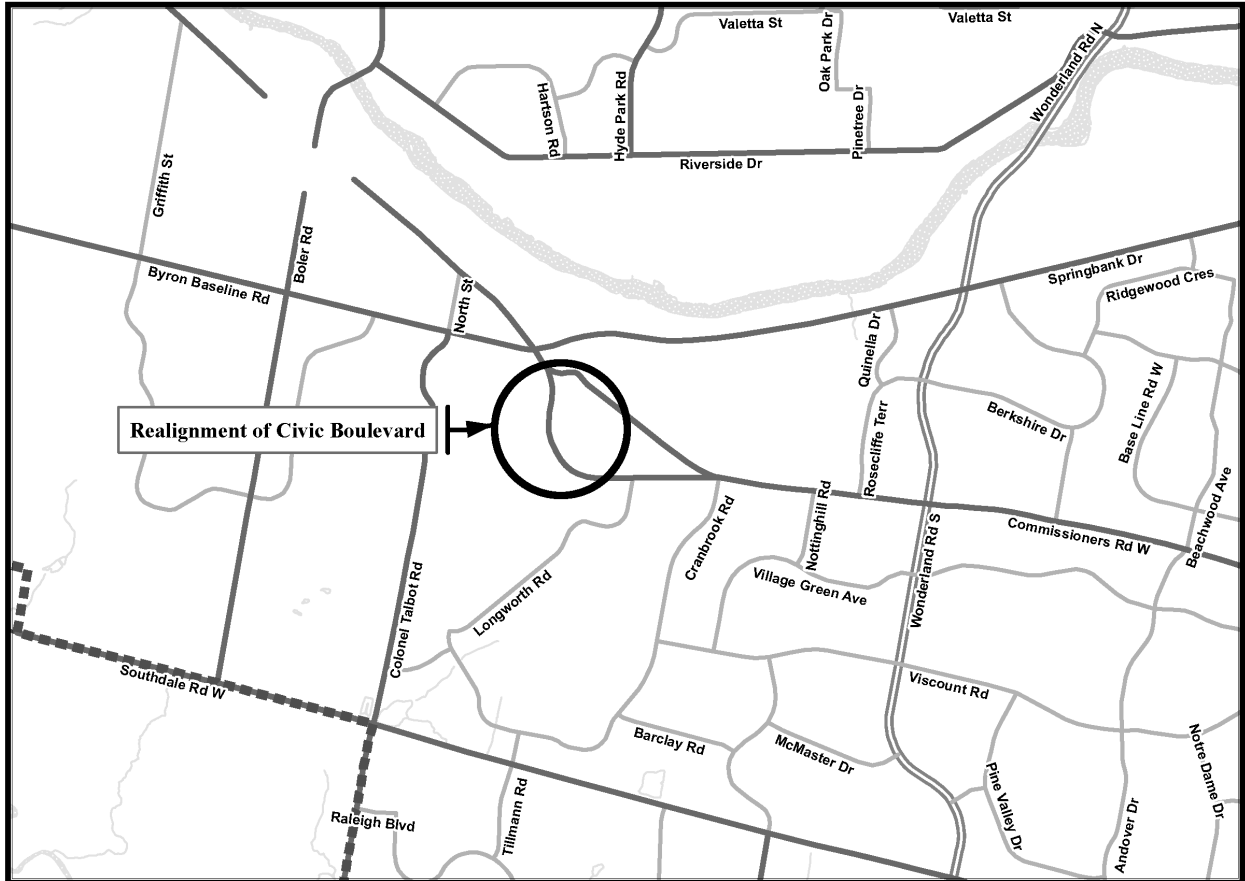 Valetta St
Valetta St
Oak Park Dr
Wonderland Rd N
Hartson Rd
Hyde Park Rd
Pinetree Dr
Riverside Dr
Griffith St
Boler Rd
Byron Baseline Rd
North St
Springbank Dr
Ridgewood Cres
Quinella Dr
Base Line Rd W
Berkshire Dr
Rosecliffe Terr
Realignment of Civic Boulevard
Beachwood Ave
Nottinghill Rd
Cranbrook Rd
Commissioners Rd W
Wonderland Rd S
Village Green Ave
Longworth Rd
Colonel Talbot Rd
Southdale Rd W
Viscount Rd
Barclay Rd
McMaster Dr
Notre Dame Dr
Pine Valley Dr
Raleigh Blvd
Tillmann Rd
Andover Dr